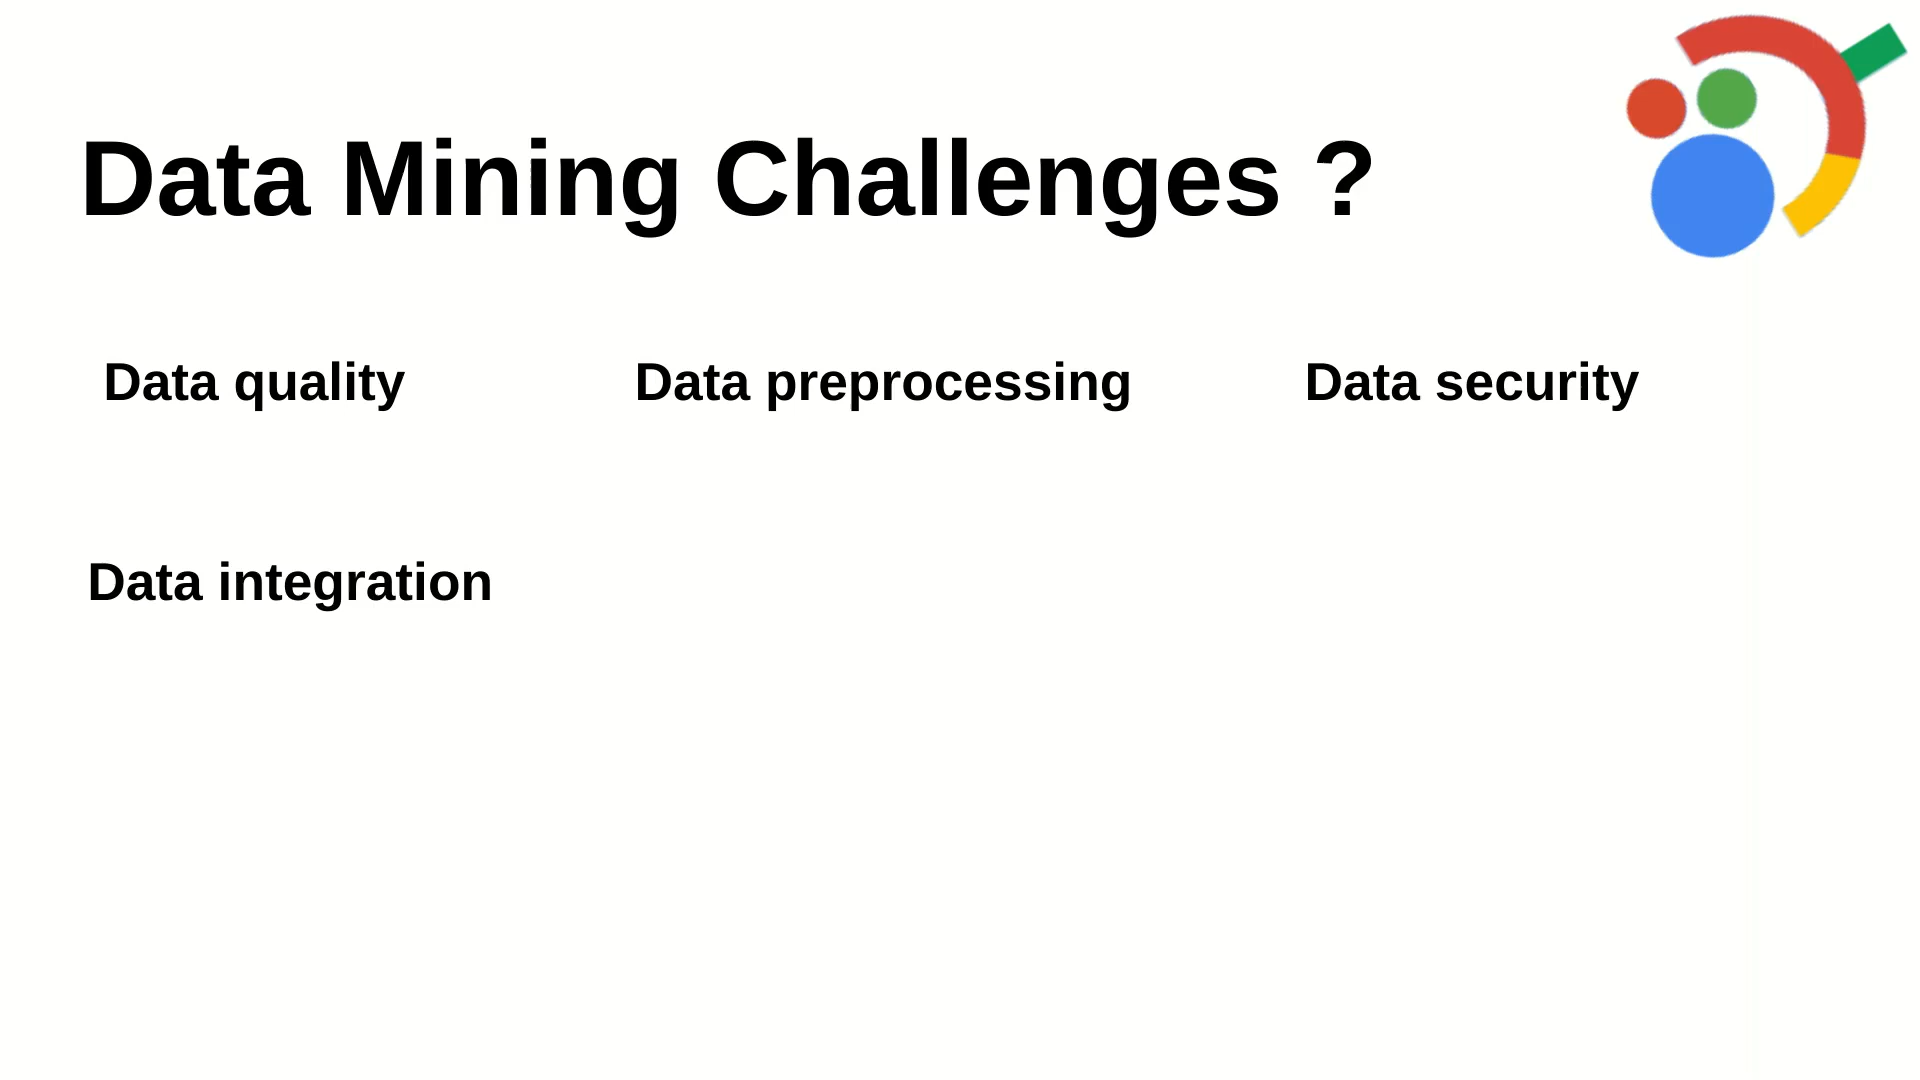 Data Mining Challenges ?
Data quality
Data preprocessing
Data security
Data integration